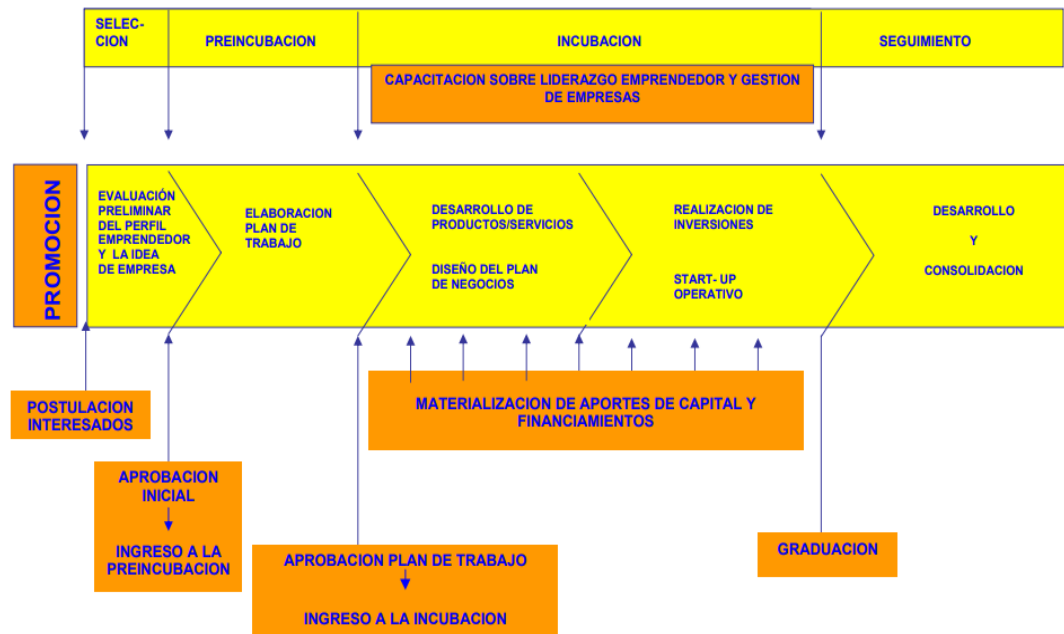 SELEC-
CION
PREINCUBACION
INCUBACION
SEGUIMIENTO
CAPACITACION SOBRE LIDERAZGO EMPRENDEDOR Y GESTION
DE EMPRESAS
PROMOCION
EVALUACIÓN
PRELIMINAR
DEL PERFIL
EMPRENDEDOR
Y LA IDEA
DE EMPRESA
ELABORACION
PLAN DE
TRABAJO
DESARROLLO DE
PRODUCTOS/SERVICIOS
DISEÑO DEL PLAN
DE NEGOCIOS
REALIZACION DE
INVERSIONES
START- UP
OPERATIVO
DESARROLLO
Y
CONSOLIDACION
POSTULACION
INTERESADOS
MATERIALIZACION DE APORTES DE CAPITAL Y
FINANCIAMIENTOS
APROBACION
INICIAL
INGRESO A LA
PREINCUBACION
APROBACION PLAN DE TRABAJO
INGRESO A LA INCUBACION
GRADUACION